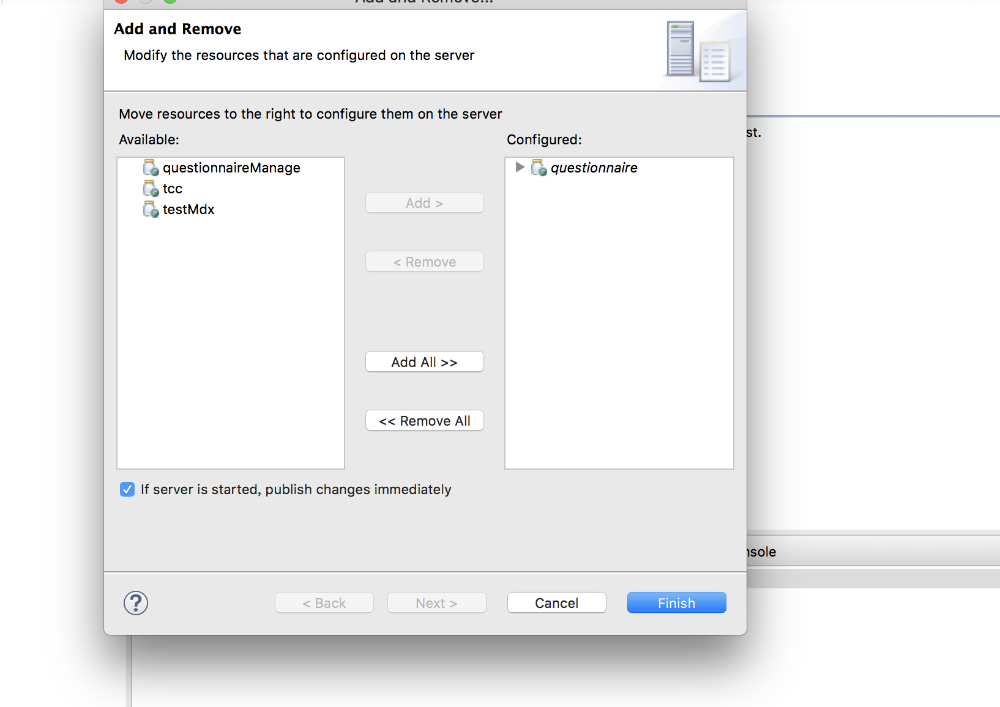 Add and Remove...
Add and Remove
Modify the resources that are configured on the server
Move resources to the right to configure them on the server
st.
Available:
Configured:
questionnaireManage
tcc
testMdx
questionnaire
Add >
< Remove
Add All >>
<< Remove All
If server is started, publish changes immediately
nsole
?
< Back
Next >
Cancel
Finish